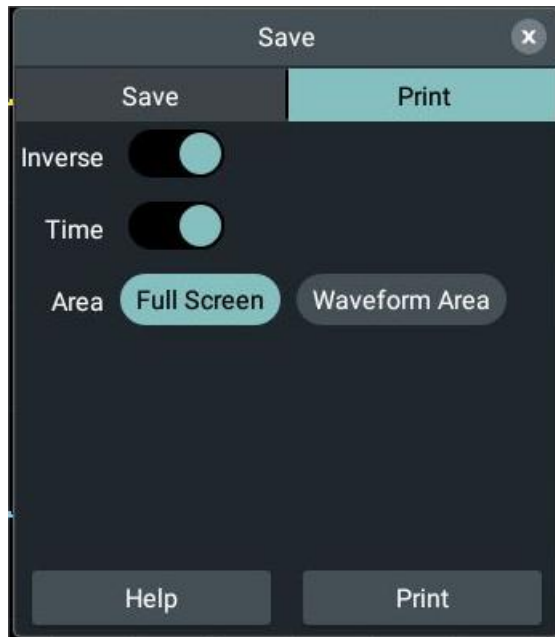 Save
Save Print
Inverse
Time
Area Full Screen Waveform Area
Help Print